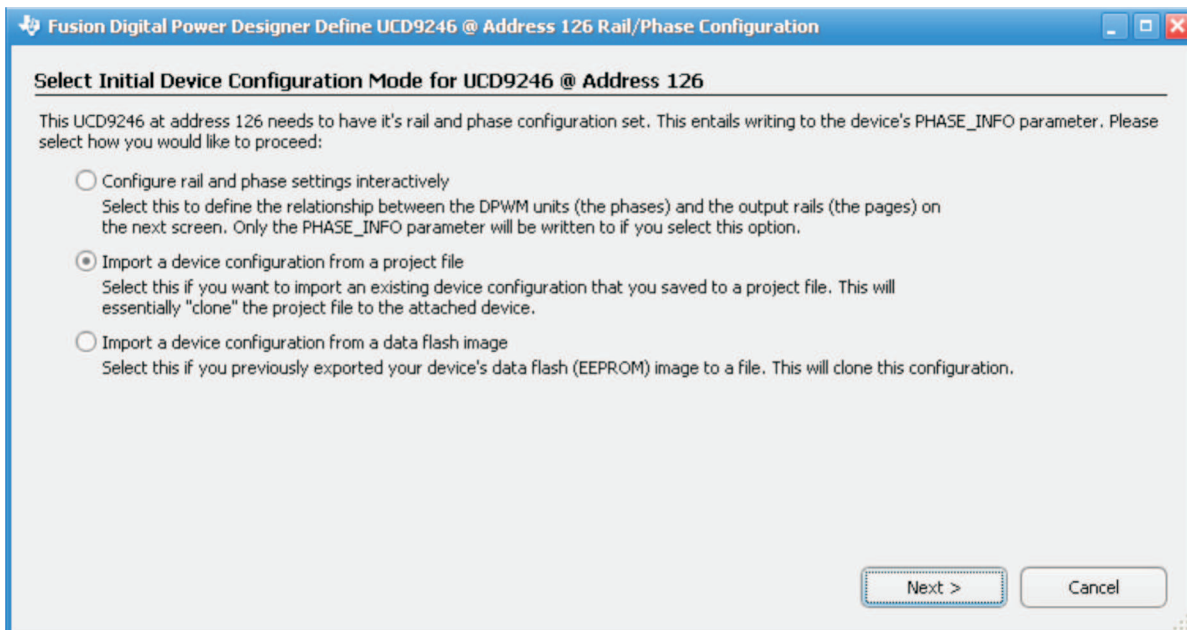 Fusion Digital Power Designer Define UCD9246 @ Address 126 Rail/Phase Configuration
Select Initial Device Configuration Mode for UCD9246 @ Address 126
This UCD9246 at address 126 needs to have it's rail and phase configuration set. This entails writing to the device's PHASE_INFO parameter. Please
select how you would like to proceed:
Configure rail and phase settings interactively
Select this to define the relationship between the DPWM units (the phases) and the output rails (the pages) on
the next screen. Only the PHASE_INFO parameter will be written to if you select this option.
Import a device configuration from a project file
Select this if you want to import an existing device configuration that you saved to a project file. This will
essentially "clone" the project file to the attached device.
Import a device configuration from a data flash image
Select this if you previously exported your device's data flash (EEPROM) image to a file. This will clone this configuration.
Next > Cancel